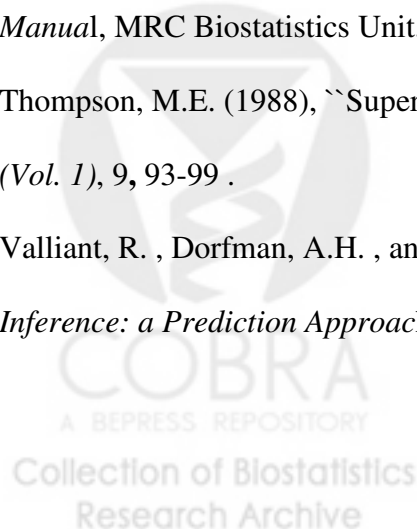 Manual, MRC Biostatistics Unit.
Thompson, M.E. (1988), ``Super
(Vol. 1), 9, 93-99 .
Valliant, R. , Dorfman, A.H. , an
Inference: a Prediction Approac
COBRA
A BEPRESS REPOSITORY
Collection of Biostatistics
Research Archive